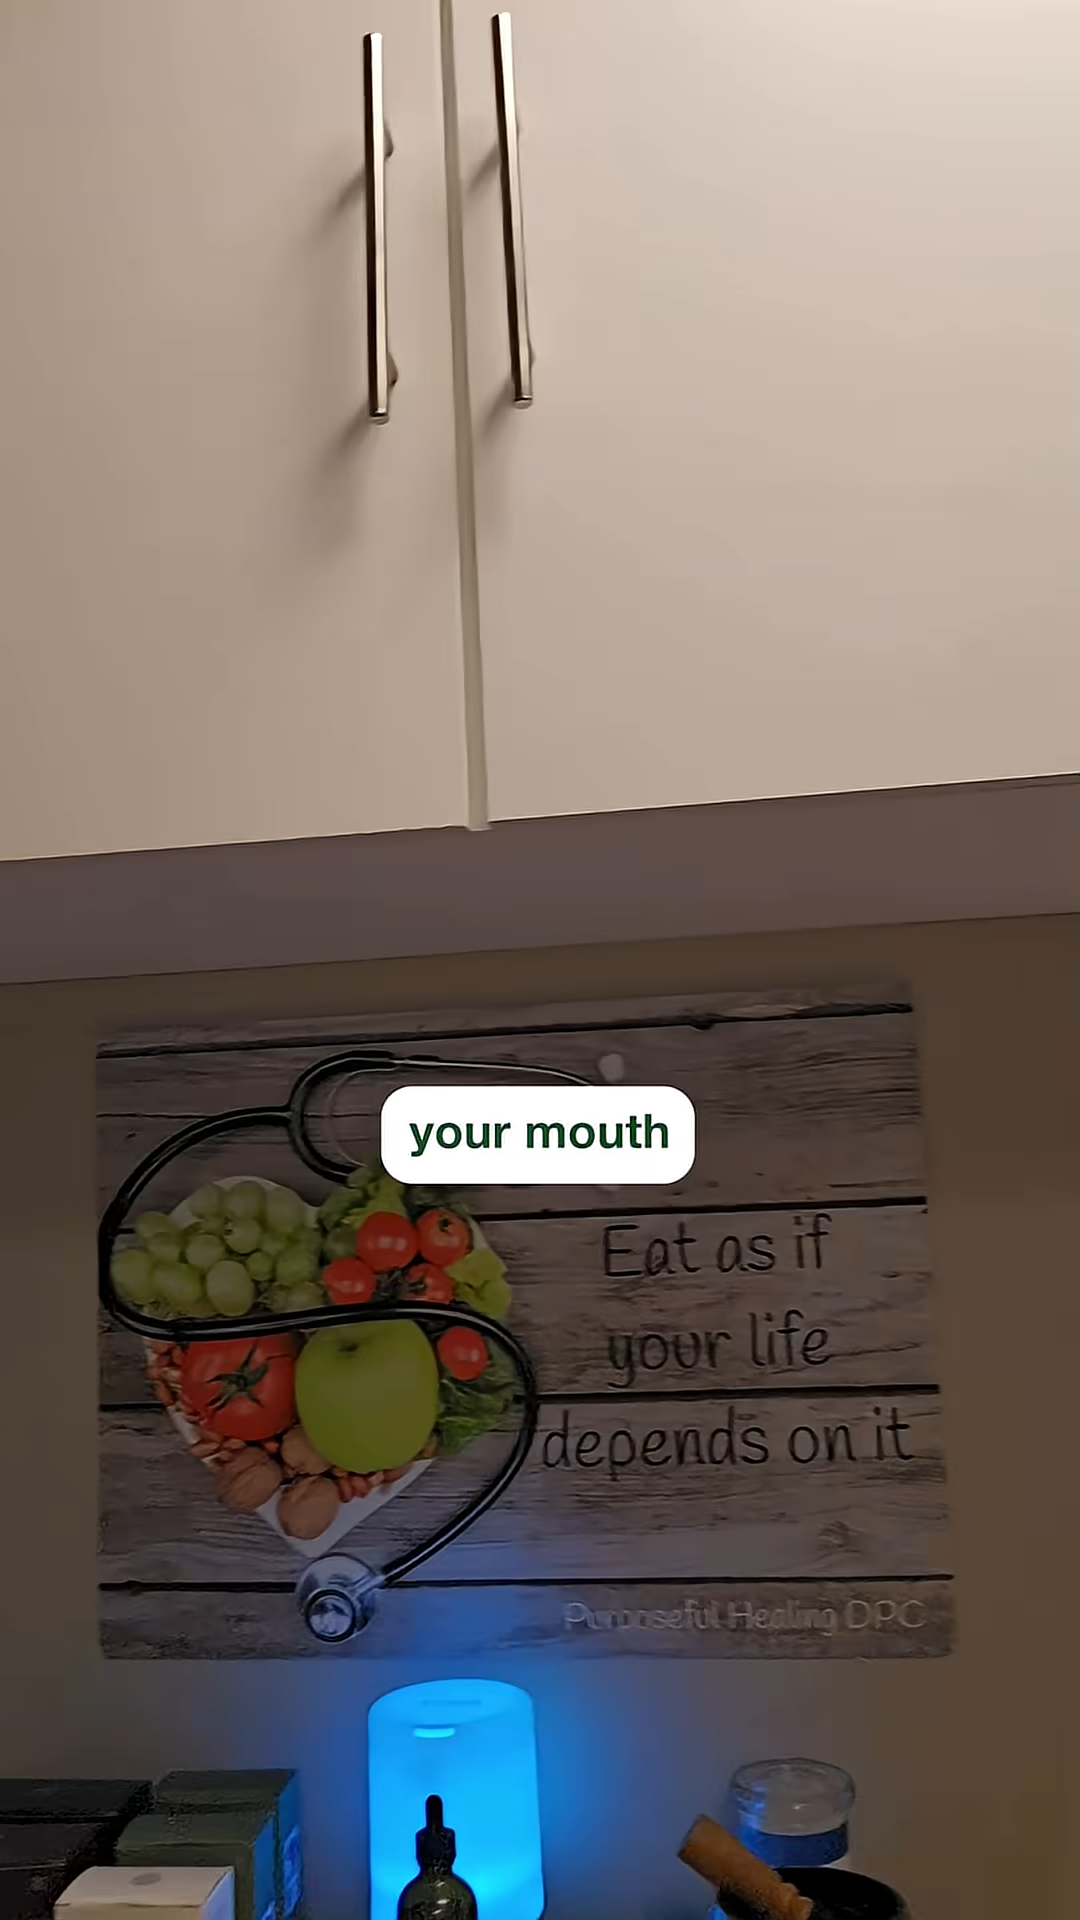 your mouth
Eat as if
your life
depends on it
Purposeful Healing DPC